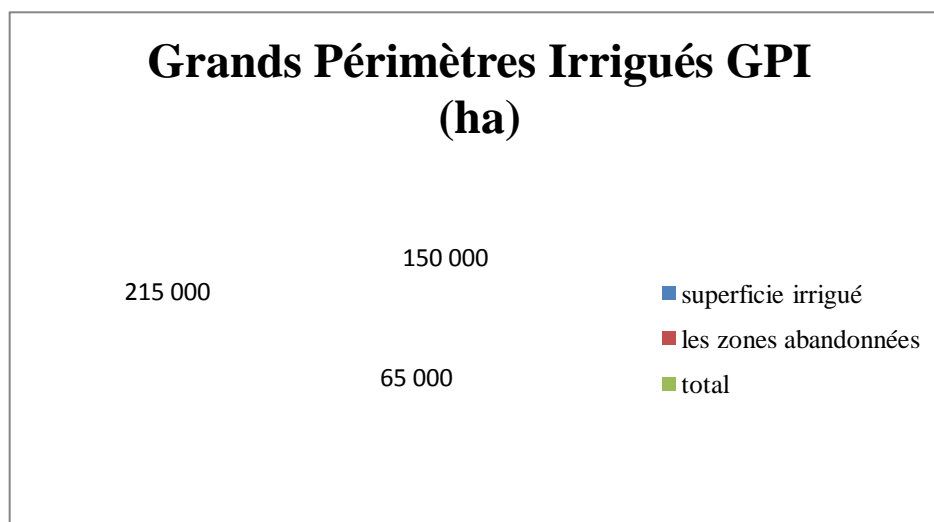 Grands Périmètres Irrigués GPI
(ha)
150 000
215 000
65 000
superficie irrigué
les zones abandonnées
total